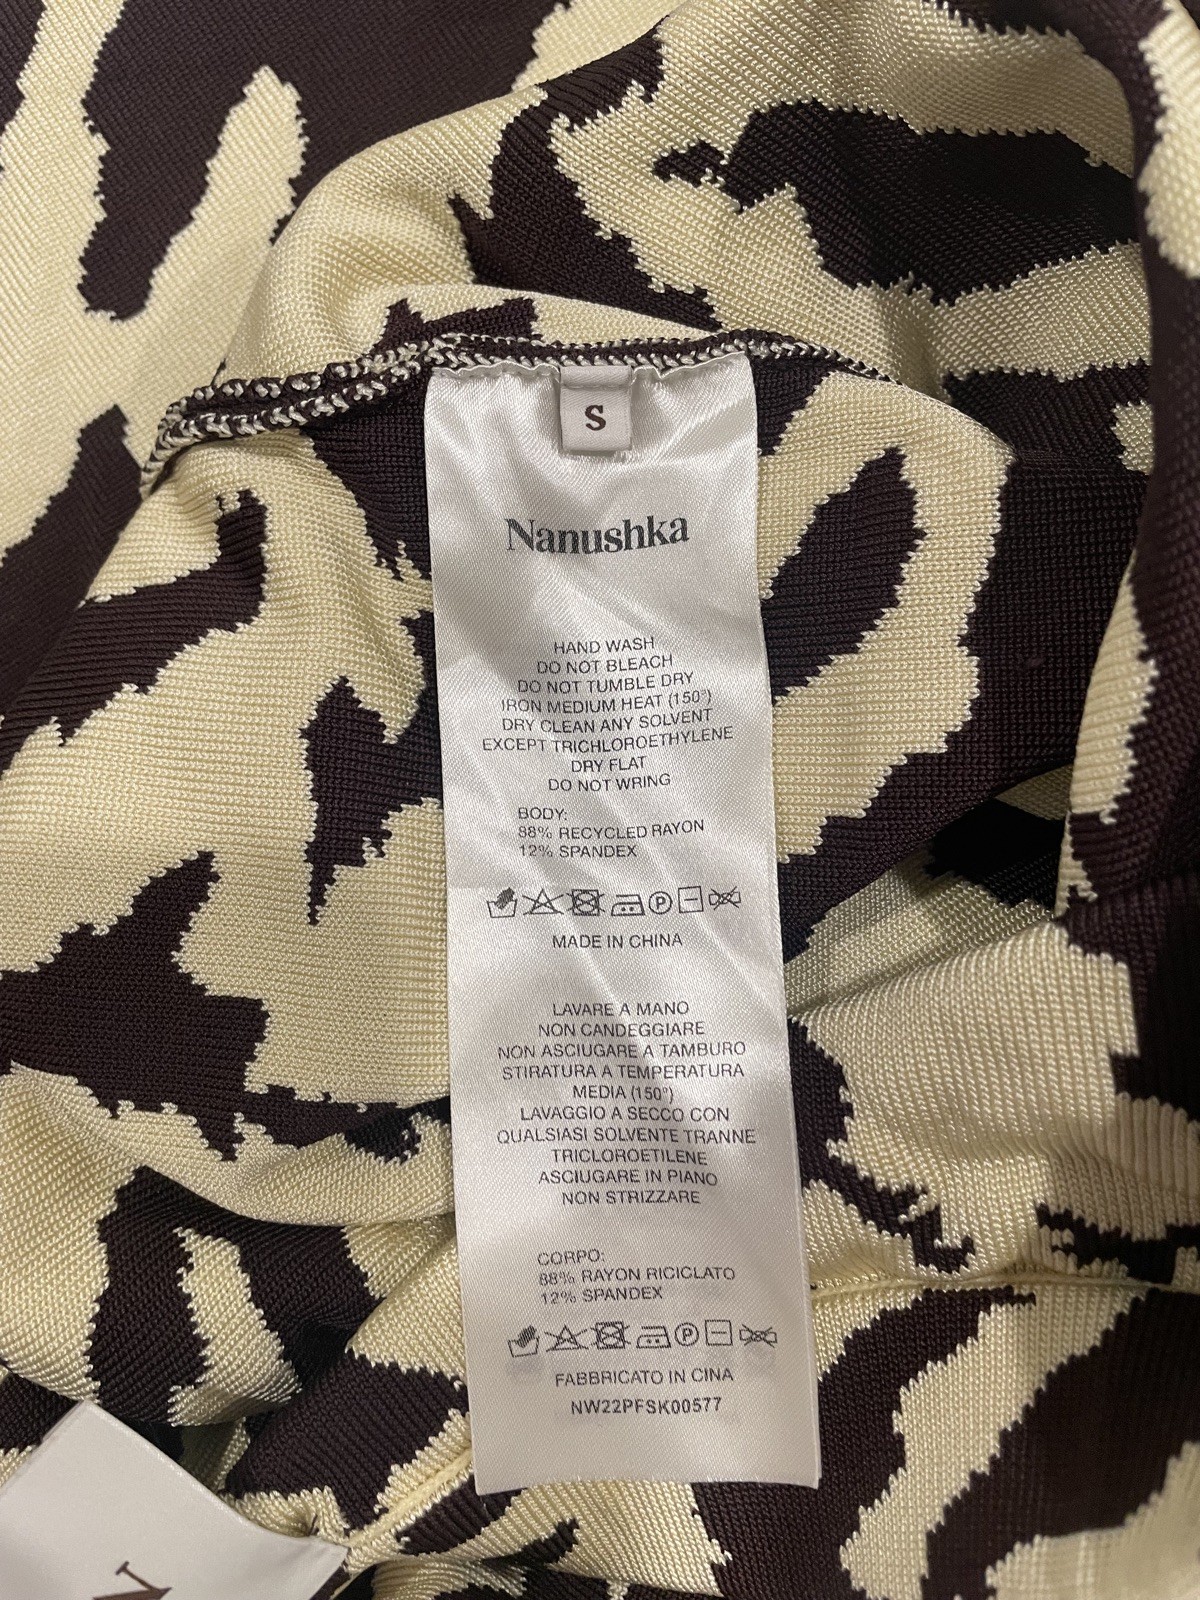 S
Nanushka
HAND WASH
DO NOT BLEACH
DO NOT TUMBLE DRY
IRON MEDIUM HEAT (150°)
DRY CLEAN ANY SOLVENT
EXCEPT TRICHLOROETHYLENE
DRY FLAT
DO NOT WRING
BODY:
88% RECYCLED RAYON
12% SPANDEX
P
MADE IN CHINA
LAVARE A MANO
NON CANDEGGIARE
NON ASCIUGARE A TAMBURO
STIRATURA A TEMPERATURA
MEDIA (150°)
LAVAGGIO A SECCO CON
QUALSIASI SOLVENTE TRANNE
TRICLOROETILENE
ASCIUGARE IN PIANO
NON STRIZZARE
CORPO:
88% RAYON RICICLATO
12% SPANDEX
P
FABBRICATO IN CINA
NW22PFSK00577
N